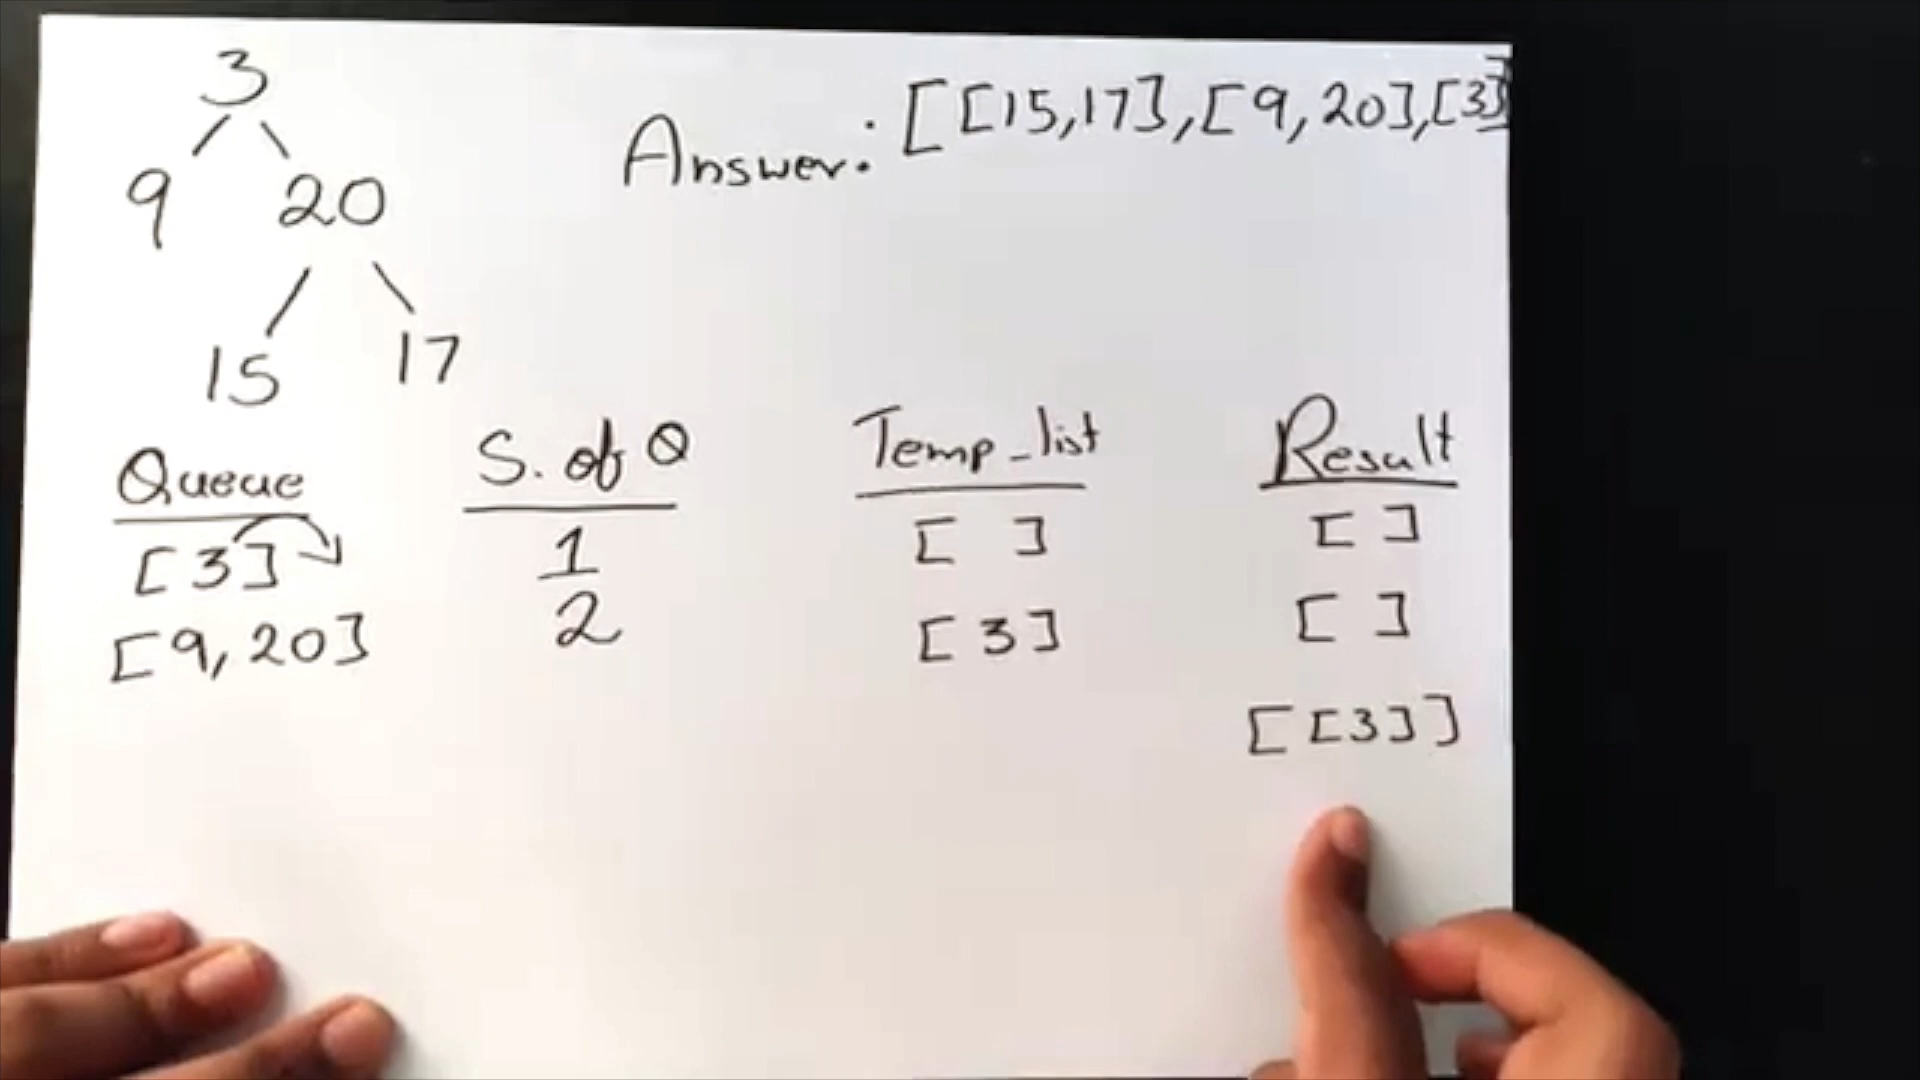 3
Answer: [[15,17],[9,20],[3]
9 20
15 17
Queue S. of Q Temp_list Result
[3] 1 [ ] [ ]
[9,20] 2 [3] [ ]
[[3]]